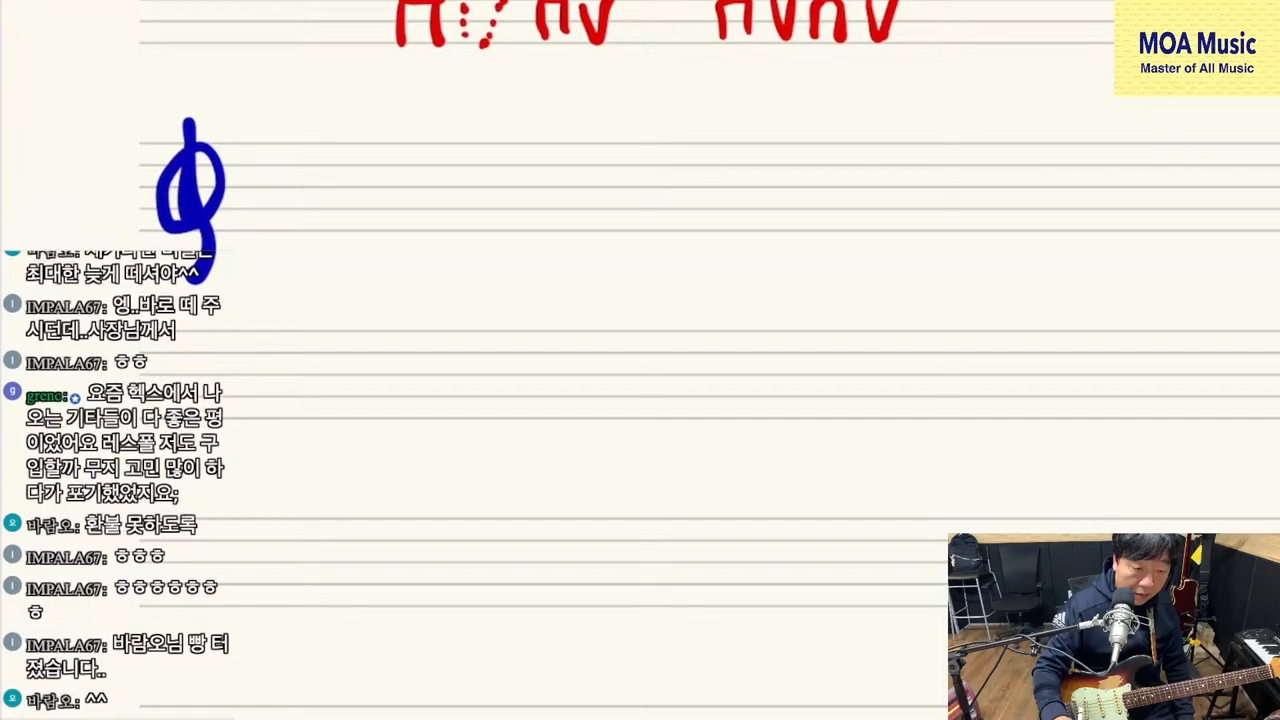 MOA Music
Master of All Music
최대한 늦게 떼셔야^^
IMPALA67: 엥..바로 떼 주
시던데..사장님께서
IMPALA67: ㅎㅎ
greno: 요즘 헥스에서 나
오는 기타들이 다 좋은 평
이었어요 레스폴 저도 구
입할까 무지 고민 많이 하
다가 포기했었지요;
바람오: 환불 못하도록
IMPALA67: ㅎㅎㅎ
IMPALA67: ㅎㅎㅎㅎㅎㅎ
ㅎ
IMPALA67: 바람오님 빵 터
졌습니다..
바람오: ^^